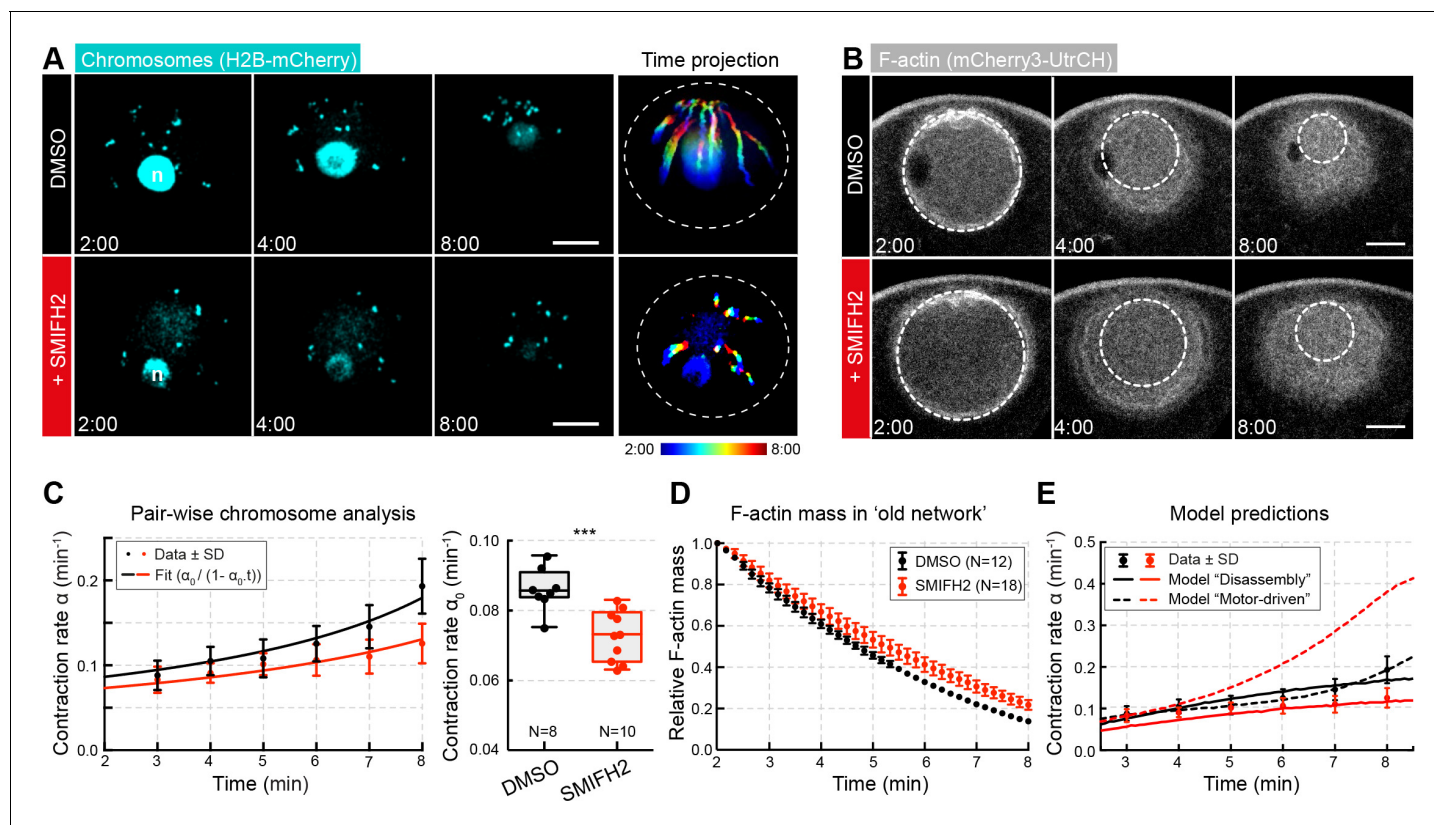 A Chromosomes (H2B-mCherry) Time projection
DMSO
n
2:00 4:00 8:00
+ SMIFH2
n
2:00 4:00 8:00
2:00 8:00
B F-actin (mCherry3-UtrCH)
DMSO
2:00 4:00 8:00
+ SMIFH2
2:00 4:00 8:00
C Pair-wise chromosome analysis
Contraction rate α (min⁻¹)
Data ± SD
Fit (α₀ / (1- α₀.t))
0.2
0.1
0.0
2 3 4 5 6 7 8
Time (min)
Contraction rate α₀ (min⁻¹)
***
0.10
0.08
0.06
0.04
N=8 N=10
DMSO SMIFH2
D F-actin mass in ‘old network’
Relative F-actin mass
DMSO (N=12)
SMIFH2 (N=18)
1.0
0.8
0.6
0.4
0.2
0.0
2 3 4 5 6 7 8
Time (min)
E Model predictions
Contraction rate α (min⁻¹)
Data ± SD
Model “Disassembly”
Model “Motor-driven”
0.5
0.4
0.3
0.2
0.1
0.0
3 4 5 6 7 8
Time (min)